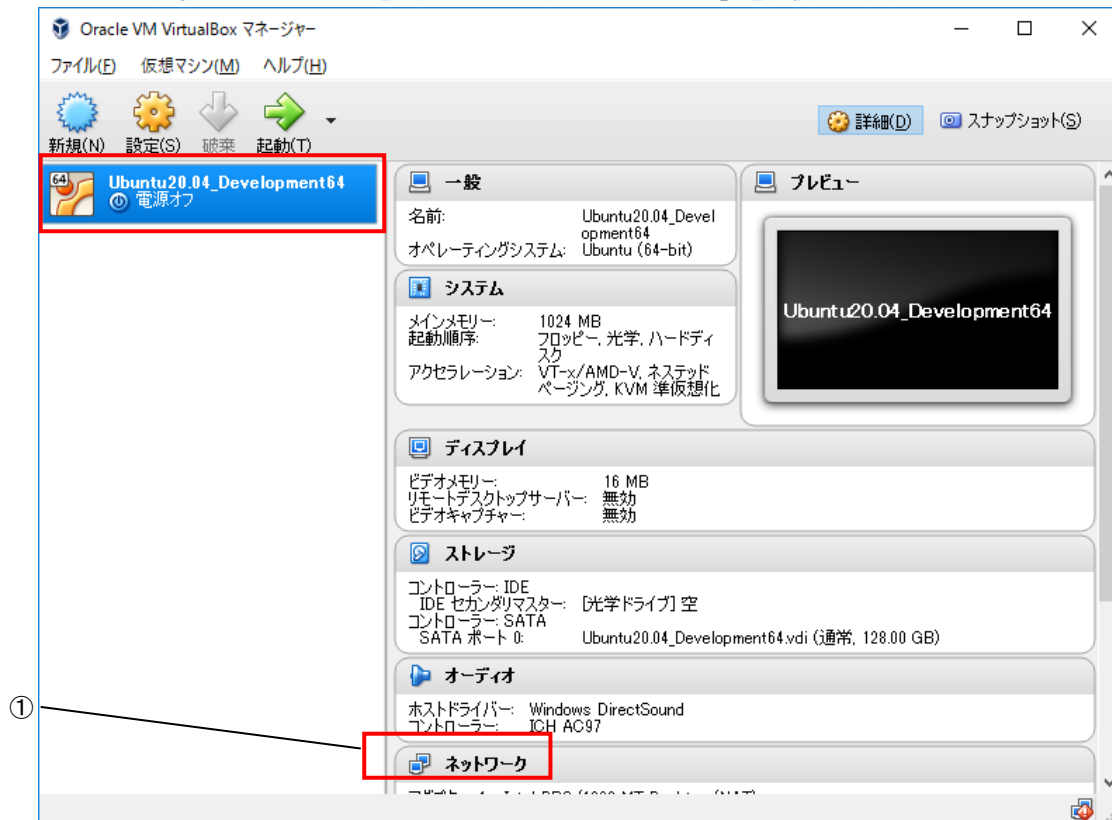 Oracle VM VirtualBox マネージャー
ファイル(F) 仮想マシン(M) ヘルプ(H)
新規(N) 設定(S) 破棄 起動(T)
詳細(D) スナップショット(S)
64
Ubuntu20.04_Development64
電源オフ
一般
名前: Ubuntu20.04_Devel
opment64
オペレーティングシステム: Ubuntu (64-bit)
プレビュー
Ubuntu20.04_Development64
システム
メインメモリー: 1024 MB
起動順序: フロッピー, 光学, ハードディ
スク
アクセラレーション: VT-x/AMD-V, ネステッド
ページング, KVM 準仮想化
ディスプレイ
ビデオメモリー: 16 MB
リモートデスクトップサーバー: 無効
ビデオキャプチャー: 無効
ストレージ
コントローラー: IDE
IDE セカンダリマスター: [光学ドライブ] 空
コントローラー: SATA
SATA ポート 0: Ubuntu20.04_Development64.vdi (通常, 128.00 GB)
オーディオ
ホストドライバー: Windows DirectSound
コントローラー: ICH AC97
①
ネットワーク